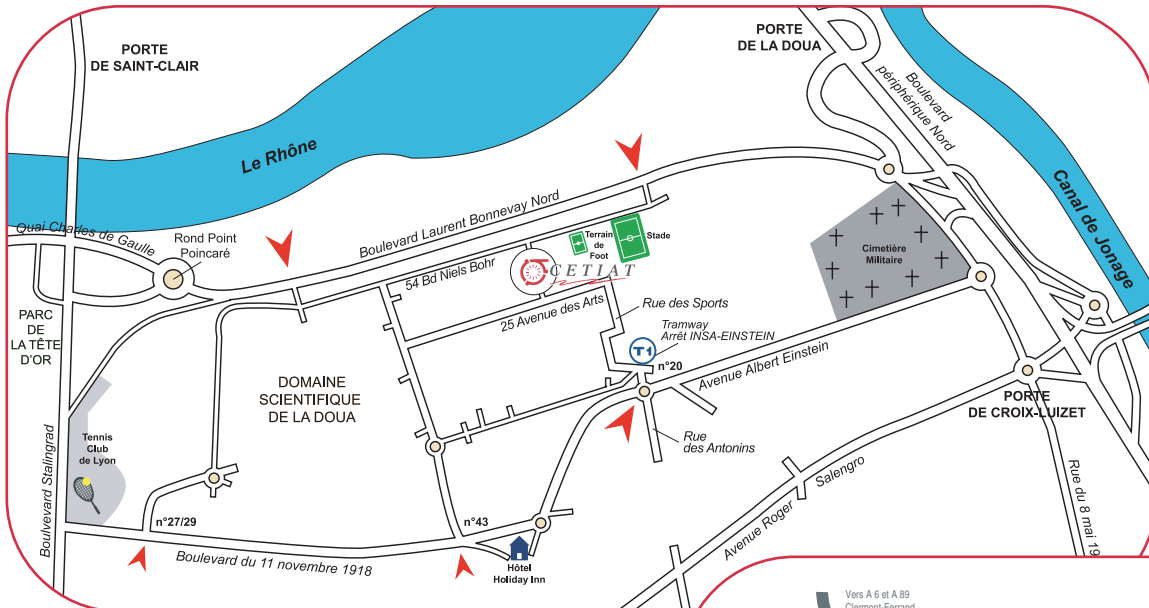 PORTE
DE SAINT-CLAIR
PORTE
DE LA DOUA
Boulevard
périphérique Nord
Le Rhône
Canal de Jonage
Quai Charles de Gaulle
Rond Point
Poincaré
Boulevard Laurent Bonnevay Nord
Terrain
de
Foot
Stade
Cimetière
Militaire
54 Bd Niels Bohr
CETIAT
25 Avenue des Arts
Rue des Sports
PARC
DE
LA TÊTE
D'OR
Tramway
Arrêt INSA-EINSTEIN
T1
n°20
Avenue Albert Einstein
DOMAINE
SCIENTIFIQUE
DE LA DOUA
PORTE
DE CROIX-LUIZET
Tennis
Club
de Lyon
Rue
des Antonins
Boulvevard Stalingrad
Avenue Roger Salengro
Rue du 8 mai 19
n°27/29
n°43
Boulevard du 11 novembre 1918
Hôtel
Holiday Inn
Vers A 6 et A 89
Clermont-Ferrand